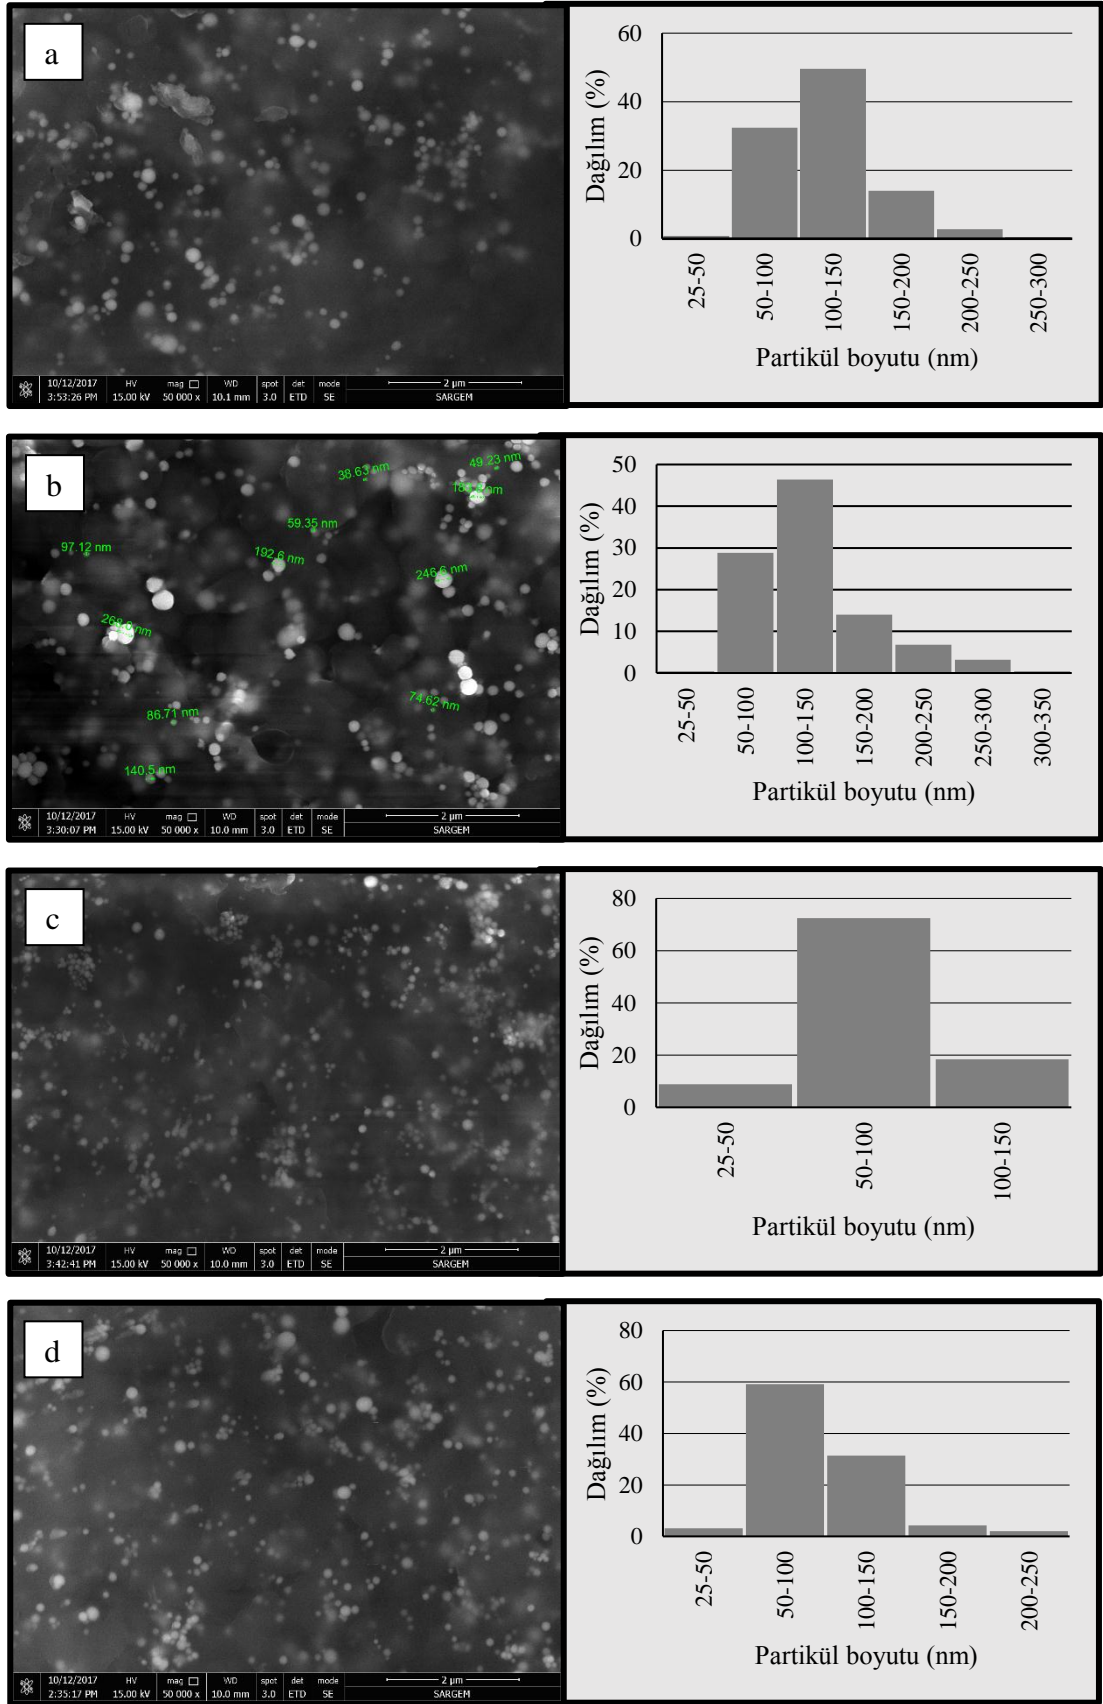 a
10/12/2017 HV mag WD spot det mode 2 µm
3:53:26 PM 15.00 kV 50 000 x 10.1 mm 3.0 ETD SE SARGEM
Dağılım (%)
60
40
20
0
25-50
50-100
100-150
150-200
200-250
250-300
Partikül boyutu (nm)
b
38.63 nm
49.23 nm
59.35 nm
97.12 nm
192.6 nm
246.6 nm
74.62 nm
86.71 nm
140.5 nm
10/12/2017 HV mag WD spot det mode 2 µm
3:30:07 PM 15.00 kV 50 000 x 10.0 mm 3.0 ETD SE SARGEM
Dağılım (%)
50
40
30
20
10
0
25-50
50-100
100-150
150-200
200-250
250-300
300-350
Partikül boyutu (nm)
c
10/12/2017 HV mag WD spot det mode 2 µm
3:42:41 PM 15.00 kV 50 000 x 10.0 mm 3.0 ETD SE SARGEM
Dağılım (%)
80
60
40
20
0
25-50
50-100
100-150
Partikül boyutu (nm)
d
10/12/2017 HV mag WD spot det mode 2 µm
2:35:17 PM 15.00 kV 50 000 x 10.0 mm 3.0 ETD SE SARGEM
Dağılım (%)
80
60
40
20
0
25-50
50-100
100-150
150-200
200-250
Partikül boyutu (nm)